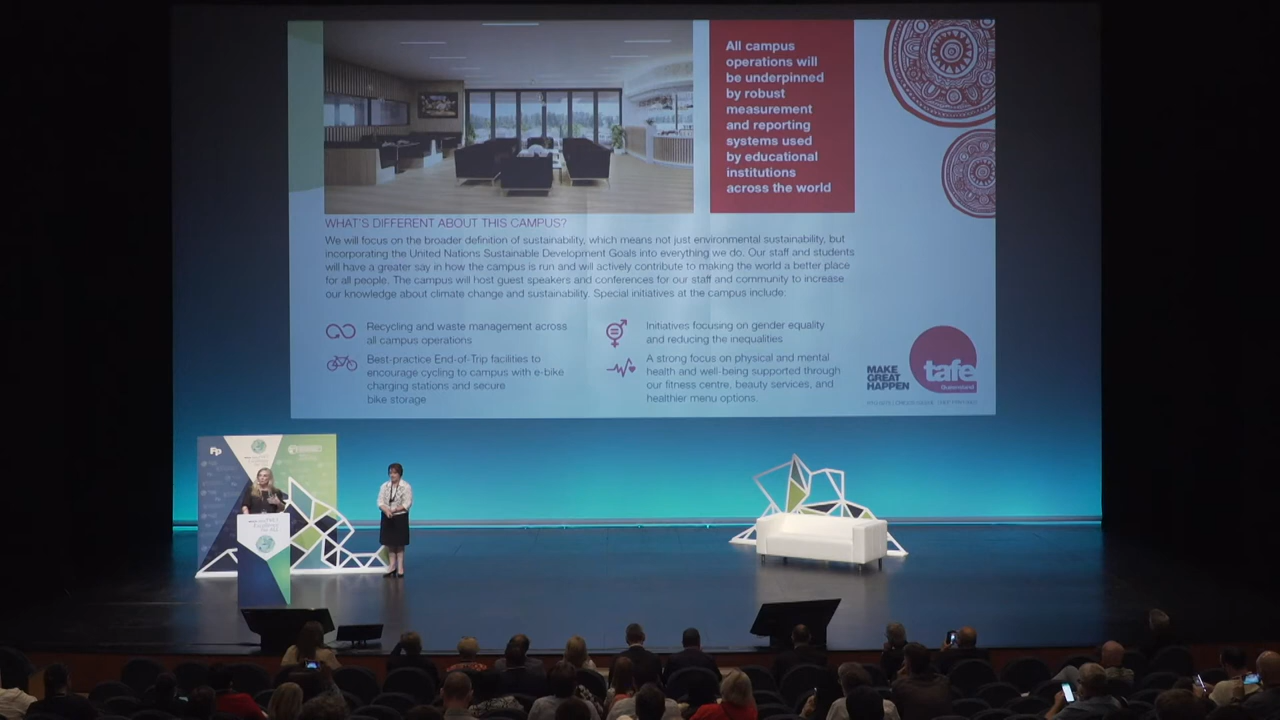 All campus
operations will
be underpinned
by robust
measurement
and reporting
systems used
by educational
institutions
across the world
WHAT'S DIFFERENT ABOUT THIS CAMPUS?
We will focus on the broader definition of sustainability, which means not just environmental sustainability, but
incorporating the United Nations Sustainable Development Goals into everything we do. Our staff and students
will have a greater say in how the campus is run and will actively contribute to making the world a better place
for all people. The campus will host guest speakers and conferences for our staff and community to increase
our knowledge about climate change and sustainability. Special initiatives at the campus include:
Recycling and waste management across
all campus operations
Best-practice End-of-Trip facilities to
encourage cycling to campus with e-bike
charging stations and secure
bike storage
Initiatives focusing on gender equality
and reducing the inequalities
A strong focus on physical and mental
health and well-being supported through
our fitness centre, beauty services, and
healthier menu options.
MAKE
GREAT
HAPPEN
tafe
Queensland
FP